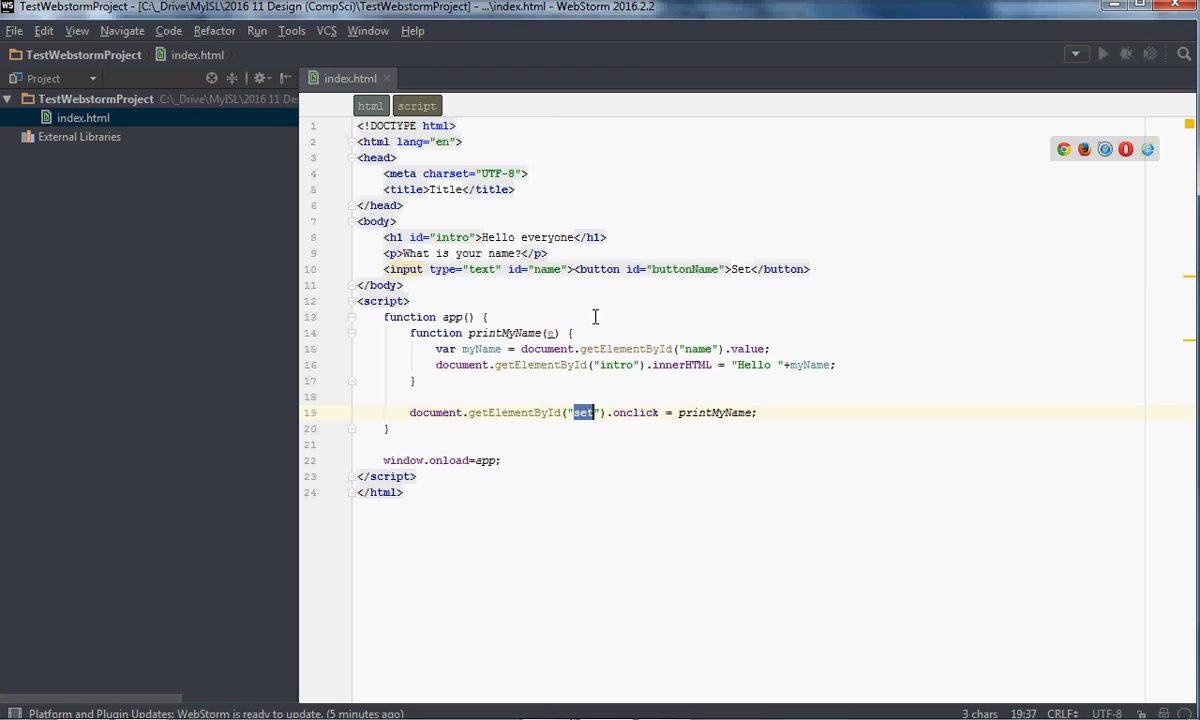 WS TestWebstormProject - [C:\_Drive\MyISL\2016 11 Design (CompSci)\TestWebstormProject] - ...\index.html - WebStorm 2016.2.2
File Edit View Navigate Code Refactor Run Tools VCS Window Help
TestWebstormProject index.html
Project index.html
TestWebstormProject C:\_Drive\MyISL\2016 11 De
index.html
External Libraries
html script
1 <!DOCTYPE html>
2 <html lang="en">
3 <head>
4 <meta charset="UTF-8">
5 <title>Title</title>
6 </head>
7 <body>
8 <h1 id="intro">Hello everyone</h1>
9 <p>What is your name?</p>
10 <input type="text" id="name"><button id="buttonName">Set</button>
11 </body>
12 <script>
13 function app() {
14 function printMyName(e) {
15 var myName = document.getElementById("name").value;
16 document.getElementById("intro").innerHTML = "Hello "+myName;
17 }
18
19 document.getElementById("set").onclick = printMyName;
20 }
21
22 window.onload=app;
23 </script>
24 </html>
Platform and Plugin Updates: WebStorm is ready to update. (5 minutes ago) 3 chars 19:37 CRLF UTF-8